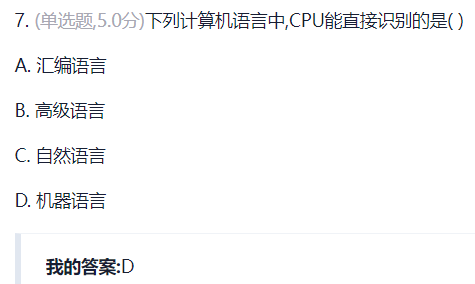 7. (单选题,5.0分)下列计算机语言中,CPU能直接识别的是( )
A. 汇编语言
B. 高级语言
C. 自然语言
D. 机器语言
我的答案:D